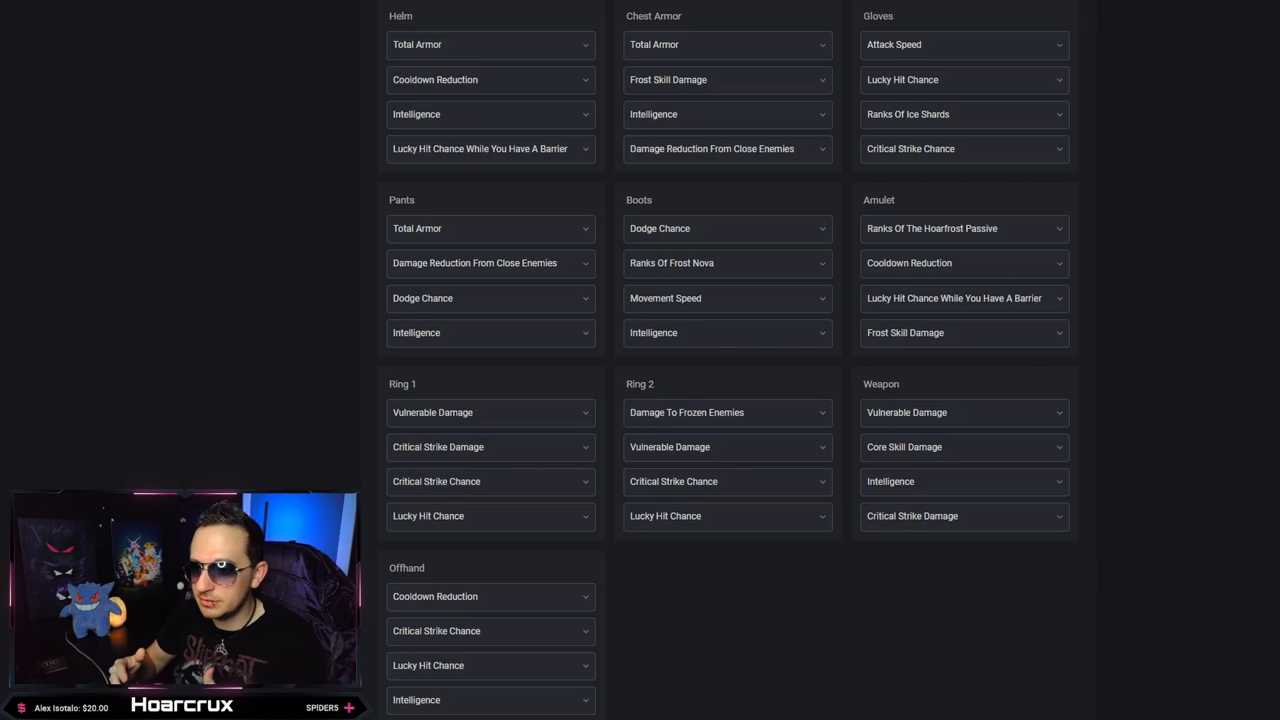 Helm
Total Armor
Cooldown Reduction
Intelligence
Lucky Hit Chance While You Have A Barrier
Chest Armor
Total Armor
Frost Skill Damage
Intelligence
Damage Reduction From Close Enemies
Gloves
Attack Speed
Lucky Hit Chance
Ranks Of Ice Shards
Critical Strike Chance
Pants
Total Armor
Damage Reduction From Close Enemies
Dodge Chance
Intelligence
Boots
Dodge Chance
Ranks Of Frost Nova
Movement Speed
Intelligence
Amulet
Ranks Of The Hoarfrost Passive
Cooldown Reduction
Lucky Hit Chance While You Have A Barrier
Frost Skill Damage
Ring 1
Vulnerable Damage
Critical Strike Damage
Critical Strike Chance
Lucky Hit Chance
Ring 2
Damage To Frozen Enemies
Vulnerable Damage
Critical Strike Chance
Lucky Hit Chance
Weapon
Vulnerable Damage
Core Skill Damage
Intelligence
Critical Strike Damage
Offhand
Cooldown Reduction
Critical Strike Chance
Lucky Hit Chance
Intelligence
Slipknot
Alex Isotalo: $20.00
Hoarcrux
SPIDER5